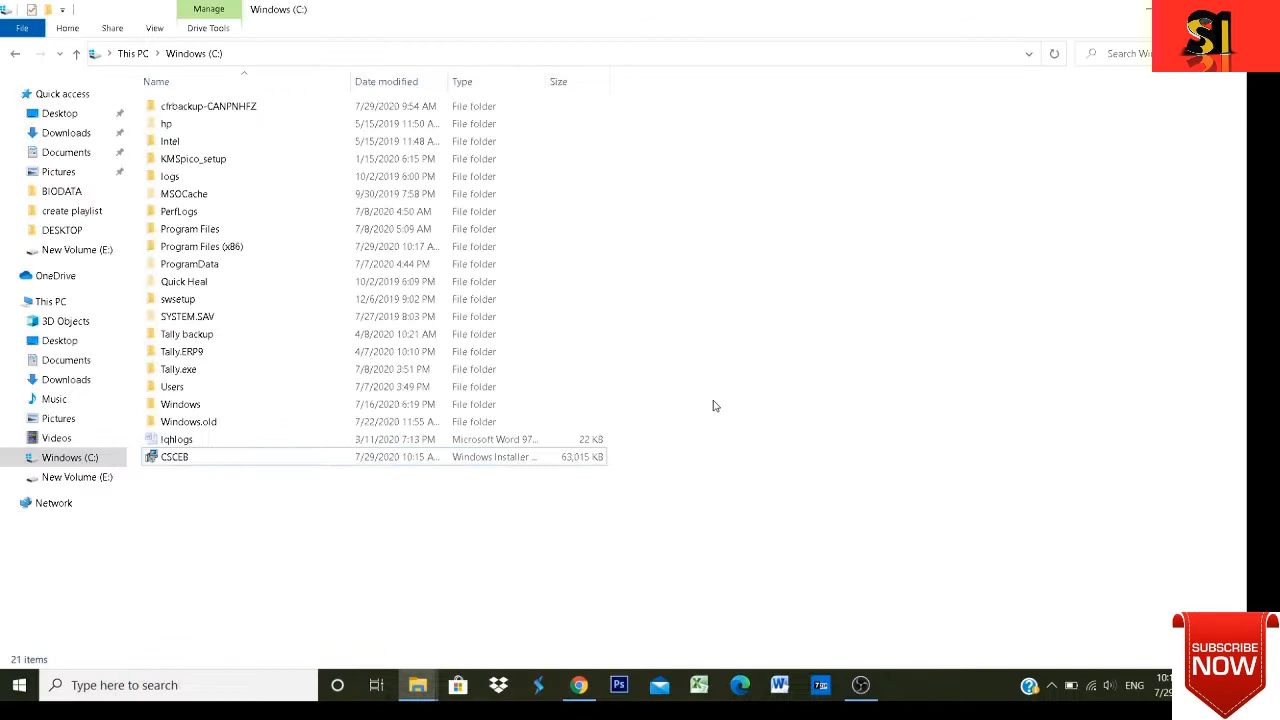 Manage
Windows (C:)
File
Home
Share
View
Drive Tools
This PC
Windows (C:)
Name
Date modified
Type
Size
Quick access
Desktop
Downloads
Documents
Pictures
BIODATA
create playlist
DESKTOP
New Volume (E:)
OneDrive
This PC
3D Objects
Desktop
Documents
Downloads
Music
Pictures
Videos
Windows (C:)
New Volume (E:)
Network
cfrbackup-CANPNHFZ 7/29/2020 9:54 AM File folder
hp 5/15/2019 11:50 A... File folder
Intel 5/15/2019 11:48 A... File folder
KMSpico_setup 1/15/2020 6:15 PM File folder
logs 10/2/2019 6:00 PM File folder
MSOCache 9/30/2019 7:58 PM File folder
PerfLogs 7/8/2020 4:50 AM File folder
Program Files 7/8/2020 5:09 AM File folder
Program Files (x86) 7/29/2020 10:17 A... File folder
ProgramData 7/7/2020 4:44 PM File folder
Quick Heal 10/2/2019 6:09 PM File folder
swsetup 12/6/2019 9:02 PM File folder
SYSTEM.SAV 7/27/2019 8:03 PM File folder
Tally backup 4/8/2020 10:21 AM File folder
Tally.ERP9 4/7/2020 10:10 PM File folder
Tally.exe 7/8/2020 3:51 PM File folder
Users 7/7/2020 3:49 PM File folder
Windows 7/16/2020 6:19 PM File folder
Windows.old 7/22/2020 11:55 A... File folder
lqhlogs 3/11/2020 7:13 PM Microsoft Word 97... 22 KB
CSCEB 7/29/2020 10:15 A... Windows Installer ... 63,015 KB
21 items
Type here to search
Ps
ENG
SI
SUBSCRIBE
NOW